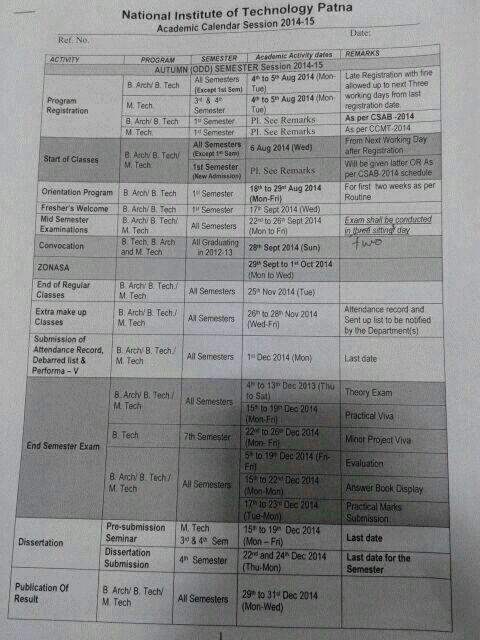 National Institute of Technology Patna
Academic Calendar Session 2014-15
Ref. No. Date:
ACTIVITY PROGRAM SEMESTER Academic Activity dates REMARKS
AUTUMN (ODD) SEMESTER Session 2014-15
Program Registration B. Arch/ B. Tech All Semesters (Except 1st Sem) 4th to 5th Aug 2014 (Mon-Tue) Late Registration with fine allowed up to next Three working days from last registration date.
M. Tech 3rd & 4th Semester 4th to 5th Aug 2014 (Mon-Tue)
B. Arch/ B. Tech 1st Semester Pl. See Remarks As per CSAB -2014
M. Tech 1st Semester Pl. See Remarks As per CCMT-2014
Start of Classes B. Arch/ B. Tech/ M. Tech All Semesters (Except 1st Sem) 6 Aug 2014 (Wed) From Next Working Day after Registration
1st Semester (New Admission) Pl. See Remarks Will be given latter OR As per CSAB-2014 schedule
Orientation Program B. Arch/ B. Tech 1st Semester 18th to 29th Aug 2014 (Mon-Fri) For first two weeks as per Routine
Fresher's Welcome B. Arch/ B. Tech 1st Semester 17th Sept 2014 (Wed)
Mid Semester Examinations B. Arch/ B. Tech/ M. Tech All Semesters 22nd to 26th Sept 2014 (Mon to Fri) Exam shall be conducted in three sitting day
two
Convocation B. Tech, B. Arch and M. Tech All Graduating in 2012-13 28th Sept 2014 (Sun)
ZONASA 29th Sept to 1st Oct 2014 (Mon to Wed)
End of Regular Classes B. Arch/ B. Tech./ M. Tech All Semesters 25th Nov 2014 (Tue)
Extra make up Classes B. Arch/ B. Tech./ M. Tech All Semesters 26th to 28th Nov 2014 (Wed-Fri) Attendance record and Sent up list to be notified by the Department(s)
Submission of Attendance Record, Debarred list & Performa – V B. Arch/ B. Tech./ M. Tech All Semesters 1st Dec 2014 (Mon) Last date
End Semester Exam B. Arch/ B. Tech./ M. Tech All Semesters 4th to 13th Dec 2013 (Thu to Sat) Theory Exam
15th to 19th Dec 2014 (Mon-Fri) Practical Viva
B. Tech 7th Semester 22nd to 26th Dec 2014 (Mon- Fri) Minor Project Viva
B. Arch/ B. Tech./ M. Tech All Semesters 5th to 19th Dec 2014 (Fri-Fri) Evaluation
15th to 22nd Dec 2014 (Mon-Mon) Answer Book Display
17th to 23rd Dec 2014 (Tue-Mon) Practical Marks Submission
Dissertation Pre-submission Seminar M. Tech 3rd & 4th Sem 15th to 19th Dec 2014 (Mon – Fri) Last date
Dissertation Submission 4th Semester 22nd and 24th Dec 2014 (Thu-Mon) Last date for the Semester
Publication Of Result B. Arch/ B. Tech/ M. Tech All Semesters 29th to 31st Dec 2014 (Mon-Wed)
1